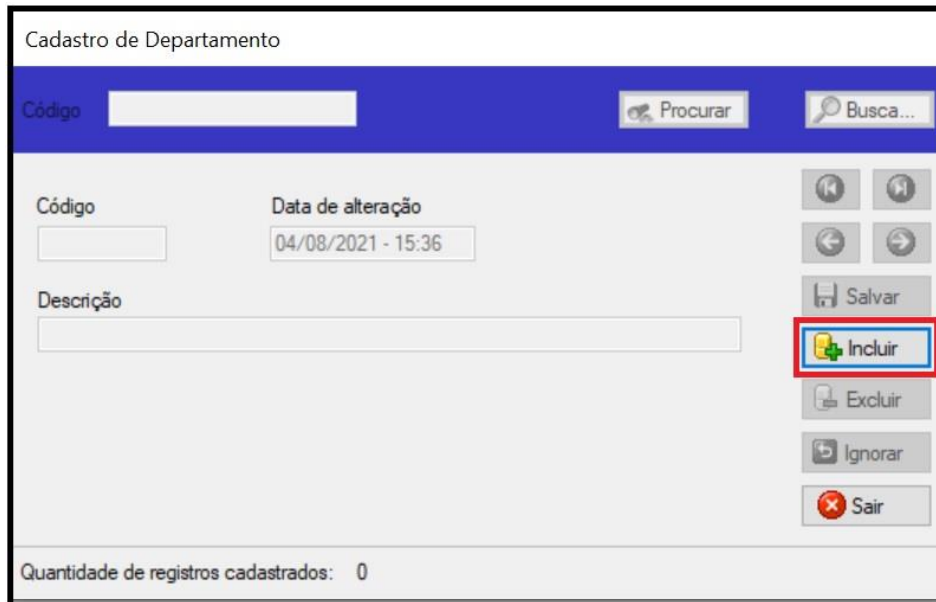 Cadastro de Departamento
Código Procurar Busca...
Código Data de alteração
04/08/2021 - 15:36
Descrição
Salvar
Incluir
Excluir
Ignorar
Sair
Quantidade de registros cadastrados: 0